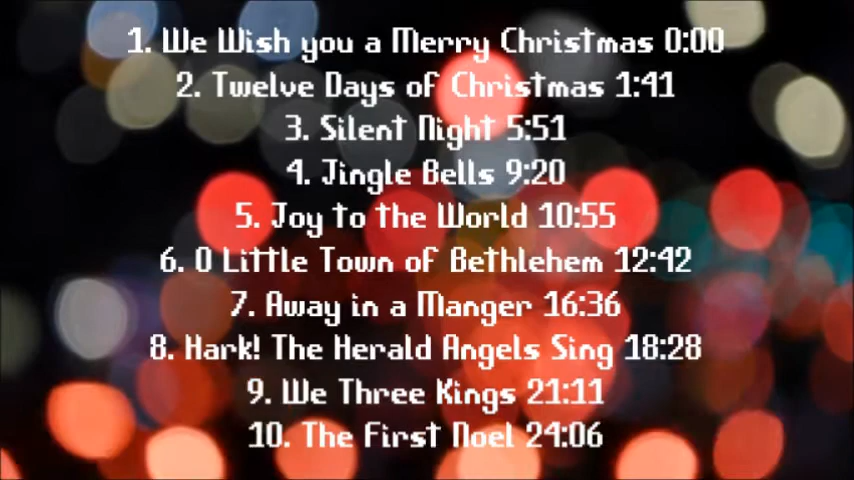 1. We Wish you a Merry Christmas 0:00
2. Twelve Days of Christmas 1:41
3. Silent Night 5:51
4. Jingle Bells 9:20
5. Joy to the World 10:55
6. O Little Town of Bethlehem 12:42
7. Away in a Manger 16:36
8. Hark! The Herald Angels Sing 18:28
9. We Three Kings 21:11
10. The First Noel 24:06